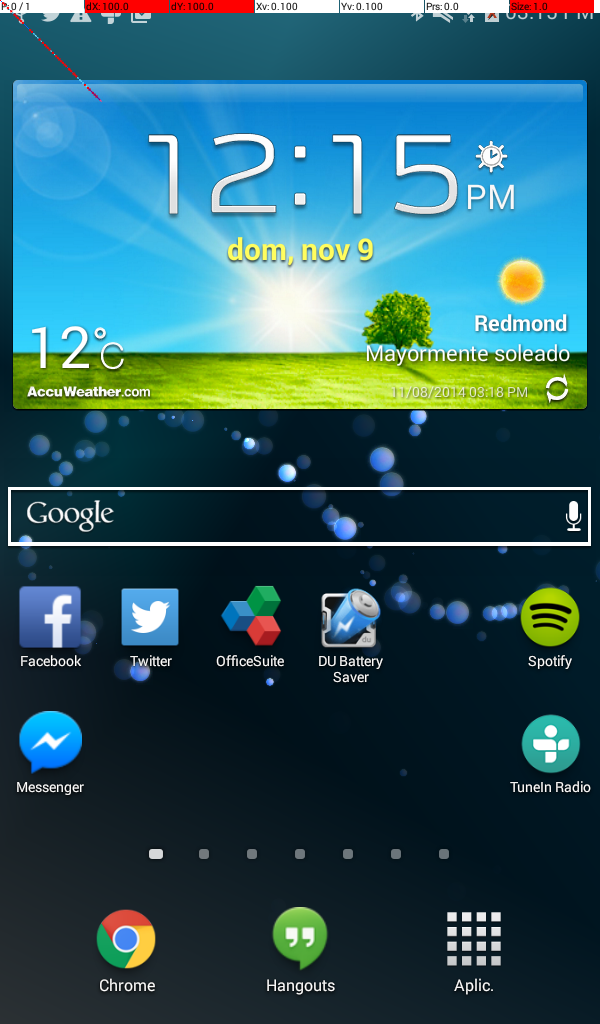 P: 0 / 1 dX: 100.0 dY: 100.0 Xv: 0.100 Yv: 0.100 Prs: 0.0 Size: 1.0
03:15 PM
12:15 PM
dom, nov 9
Redmond
12°C
Mayormente soleado
AccuWeather.com
11/08/2014 03:18 PM
Google
Facebook
Twitter
OfficeSuite
DU Battery
Saver
Spotify
Messenger
TuneIn Radio
Chrome
Hangouts
Aplic.